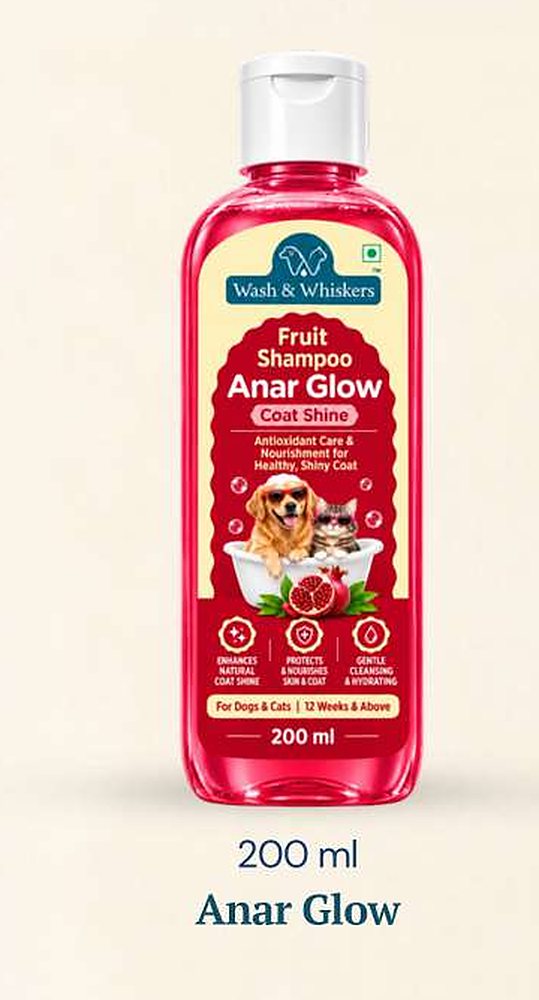 ™
Wash & Whiskers
Fruit
Shampoo
Anar Glow
Coat Shine
Antioxidant Care &
Nourishment for
Healthy, Shiny Coat
ENHANCES
NATURAL
COAT SHINE
PROTECTS
& NOURISHES
SKIN & COAT
GENTLE
CLEANSING
& HYDRATING
For Dogs & Cats | 12 Weeks & Above
200 ml
200 ml
Anar Glow